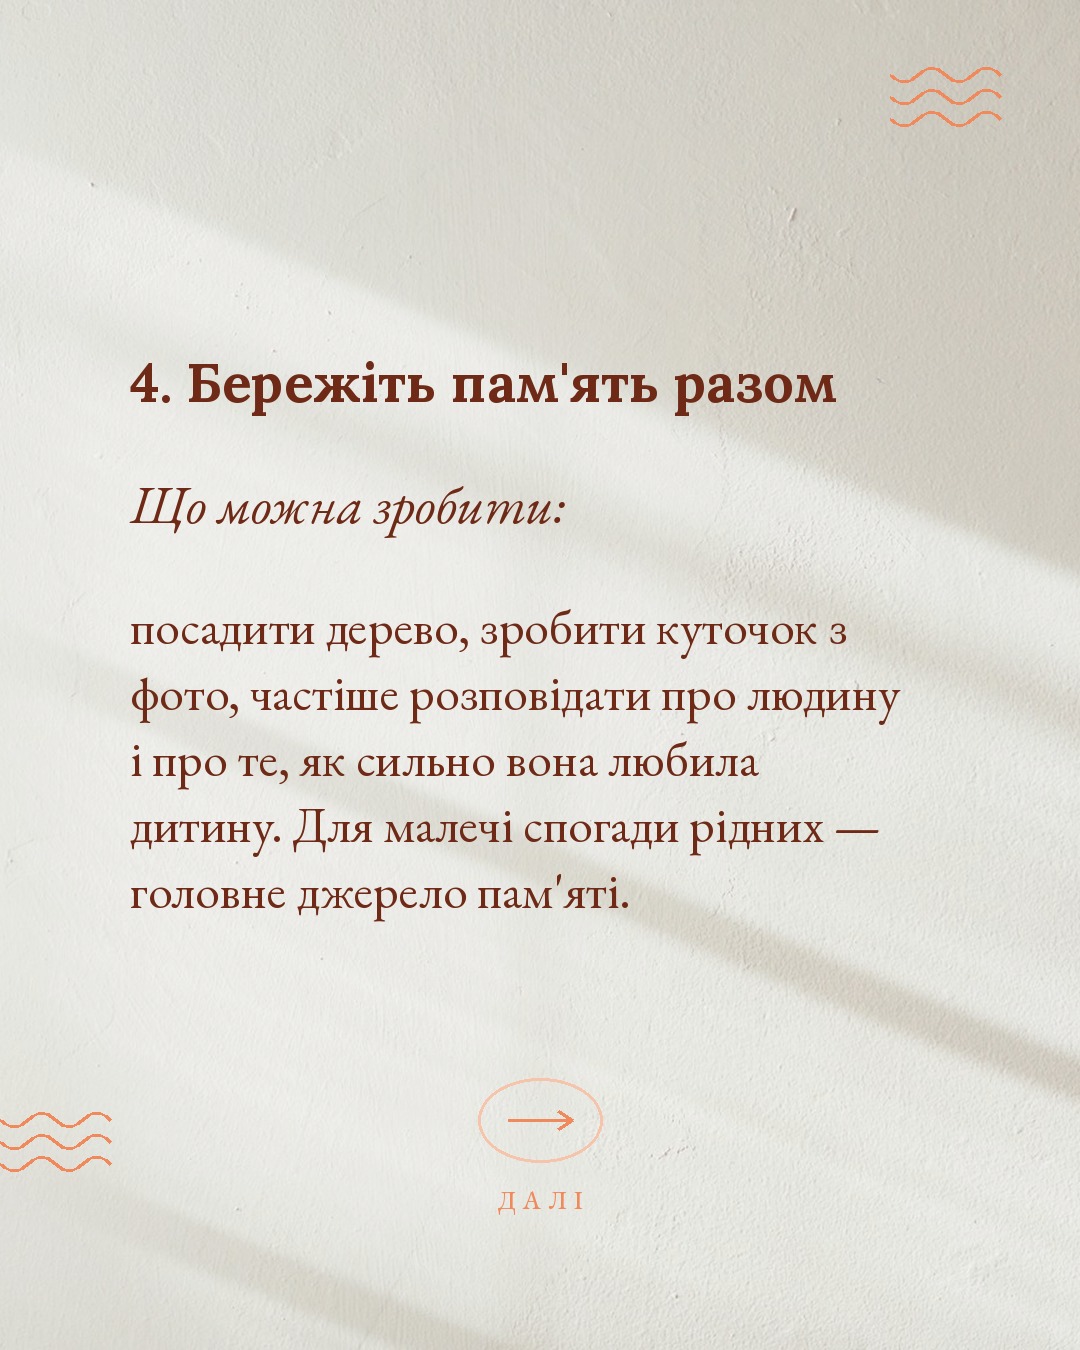 4. Бережіть пам'ять разом
Що можна зробити:
посадити дерево, зробити куточок з
фото, частіше розповідати про людину
і про те, як сильно вона любила
дитину. Для малечі спогади рідних —
головне джерело пам'яті.
ДАЛІ